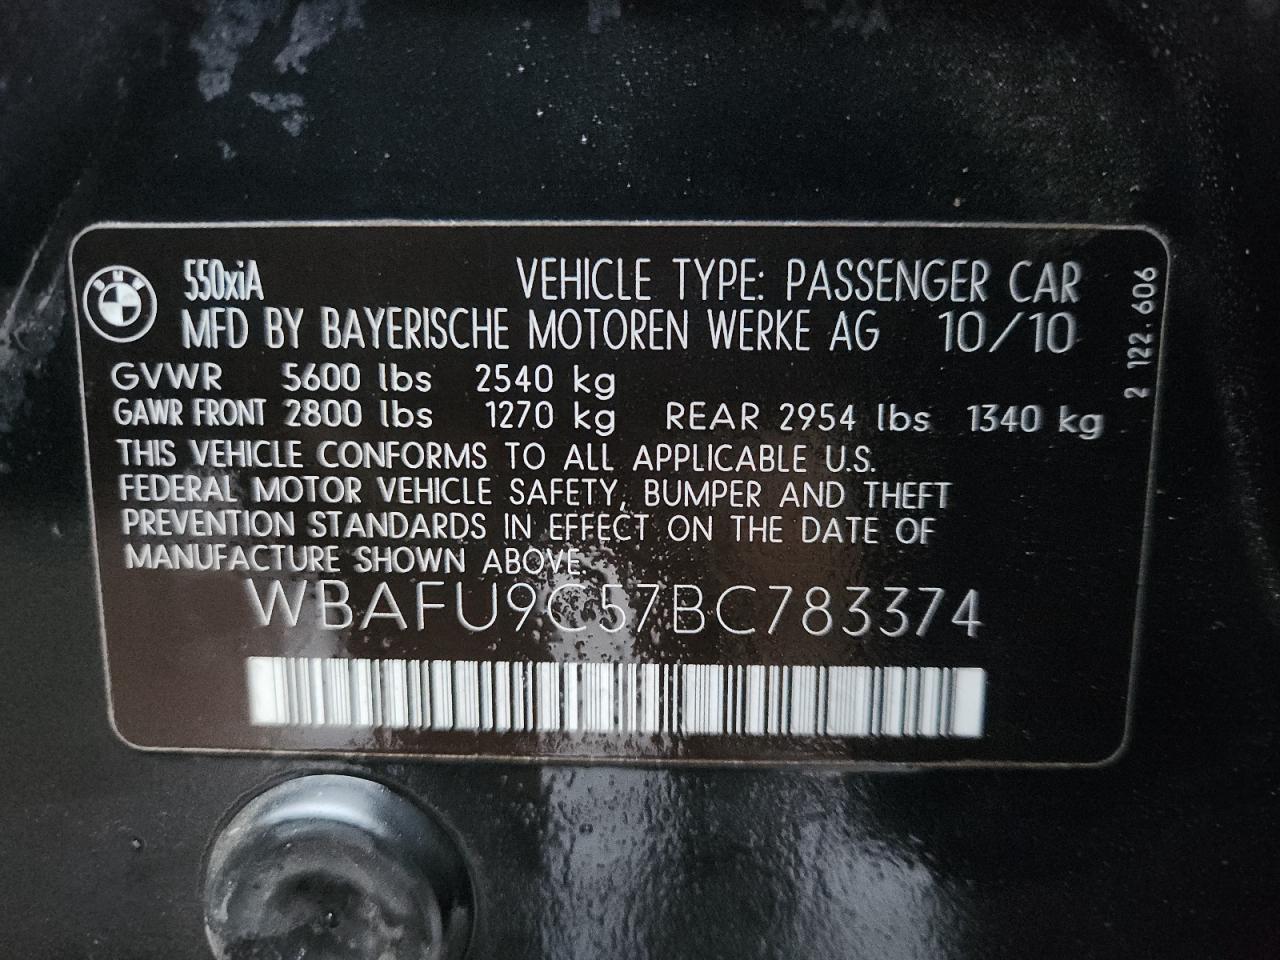 550xiA VEHICLE TYPE: PASSENGER CAR
MFD BY BAYERISCHE MOTOREN WERKE AG 10/10
GVWR 5600 lbs 2540 kg
GAWR FRONT 2800 lbs 1270 kg REAR 2954 lbs 1340 kg
THIS VEHICLE CONFORMS TO ALL APPLICABLE U.S.
FEDERAL MOTOR VEHICLE SAFETY, BUMPER AND THEFT
PREVENTION STANDARDS IN EFFECT ON THE DATE OF
MANUFACTURE SHOWN ABOVE.
WBAFU9C57BC783374
2 122.606